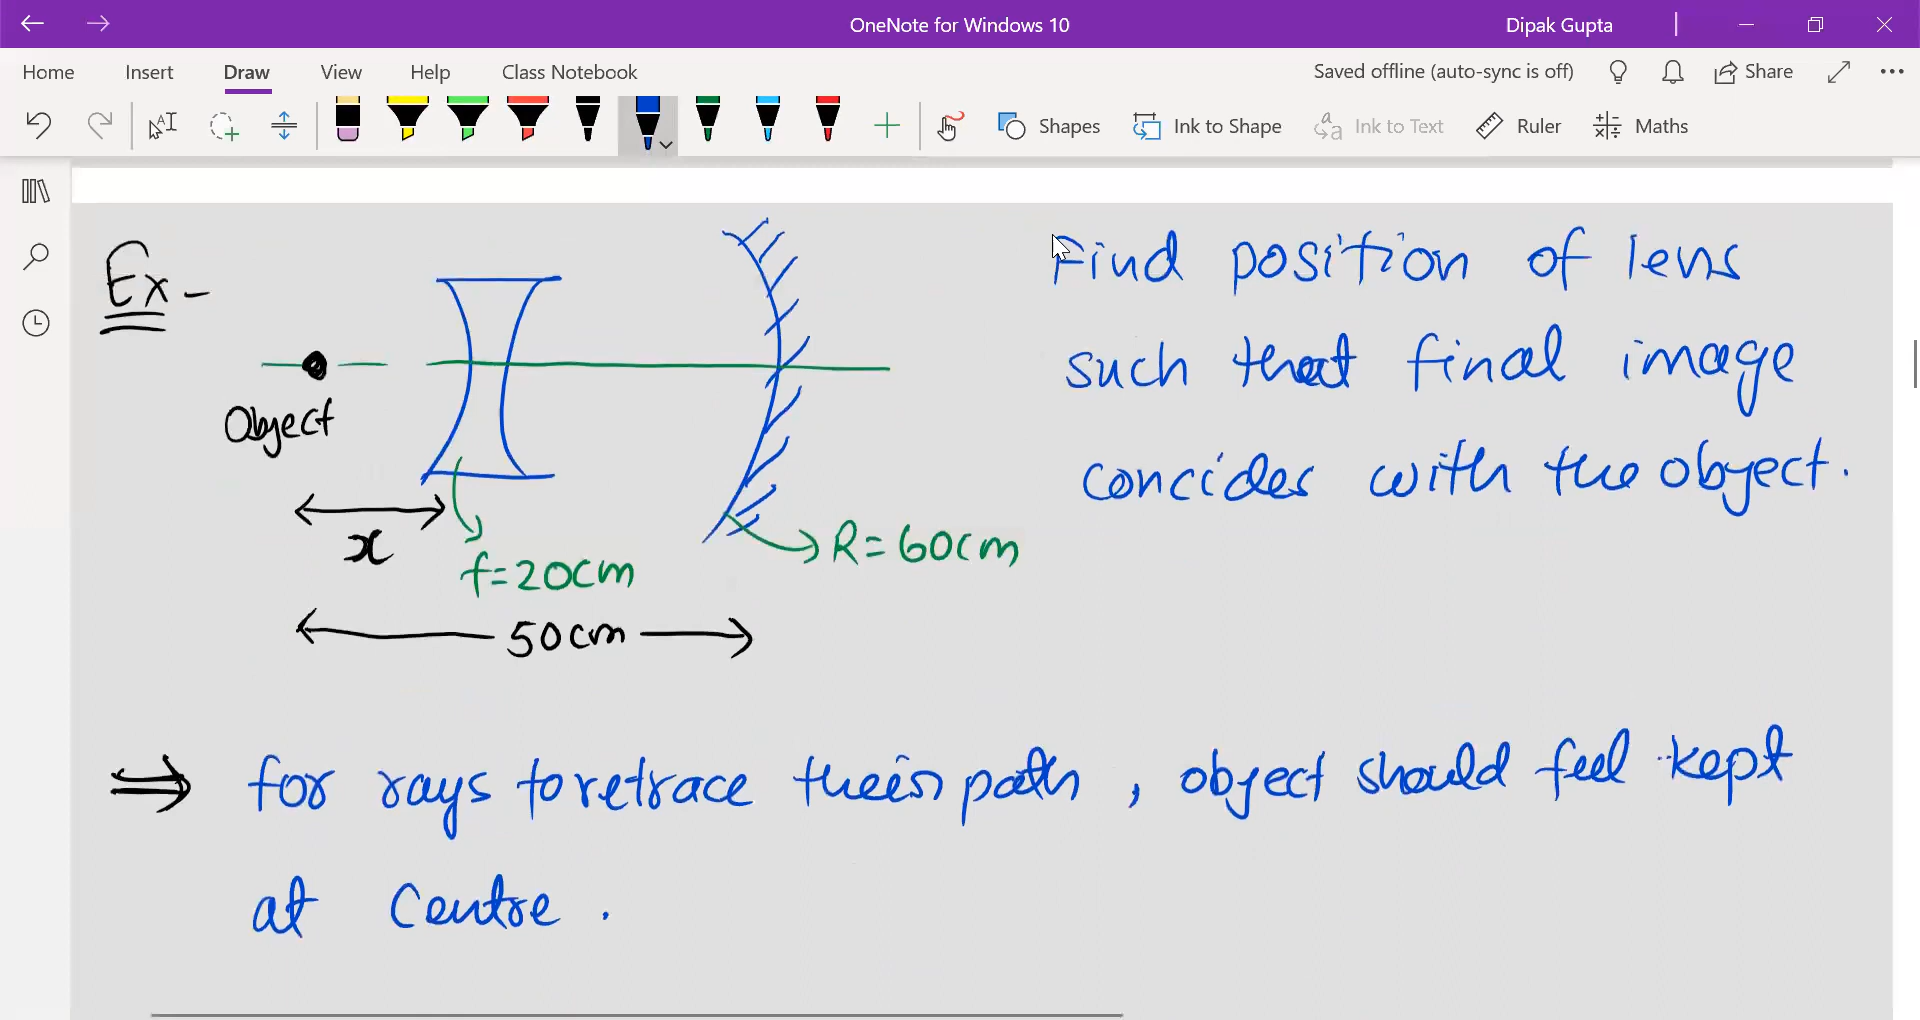 OneNote for Windows 10
Dipak Gupta
Home Insert Draw View Help Class Notebook
Saved offline (auto-sync is off) Share
Shapes Ink to Shape Ink to Text Ruler Maths
Ex -
Object
x
f=20cm
R=60cm
50cm
Find position of lens
such that final image
concides with the object.
⇒ for rays to retrace their path, object should feel kept
at Centre.